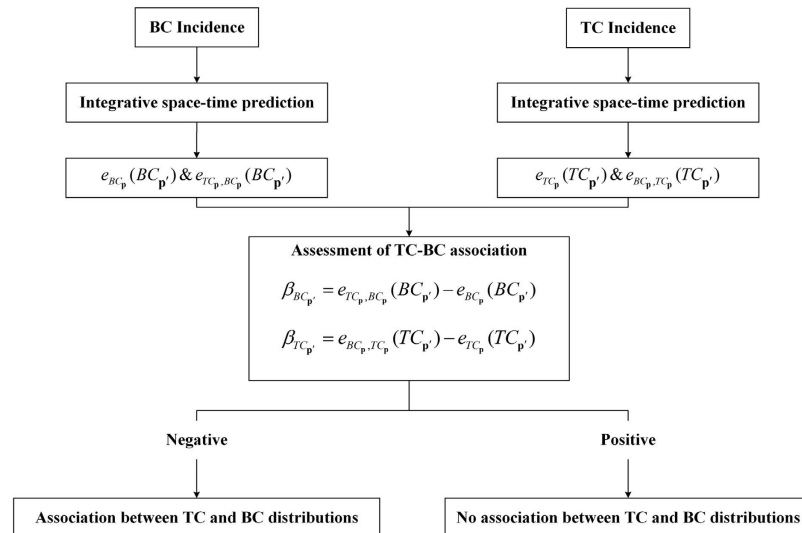 BC Incidence
TC Incidence
Integrative space-time prediction
Integrative space-time prediction
e_{BC_p}(BC_{p'}) & e_{TC_p,BC_p}(BC_{p'})
e_{TC_p}(TC_{p'}) & e_{BC_p,TC_p}(TC_{p'})
Assessment of TC-BC association
β_{BC_{p'}} = e_{TC_p,BC_p}(BC_{p'}) − e_{BC_p}(BC_{p'})
β_{TC_{p'}} = e_{BC_p,TC_p}(TC_{p'}) − e_{TC_p}(TC_{p'})
Negative
Positive
Association between TC and BC distributions
No association between TC and BC distributions